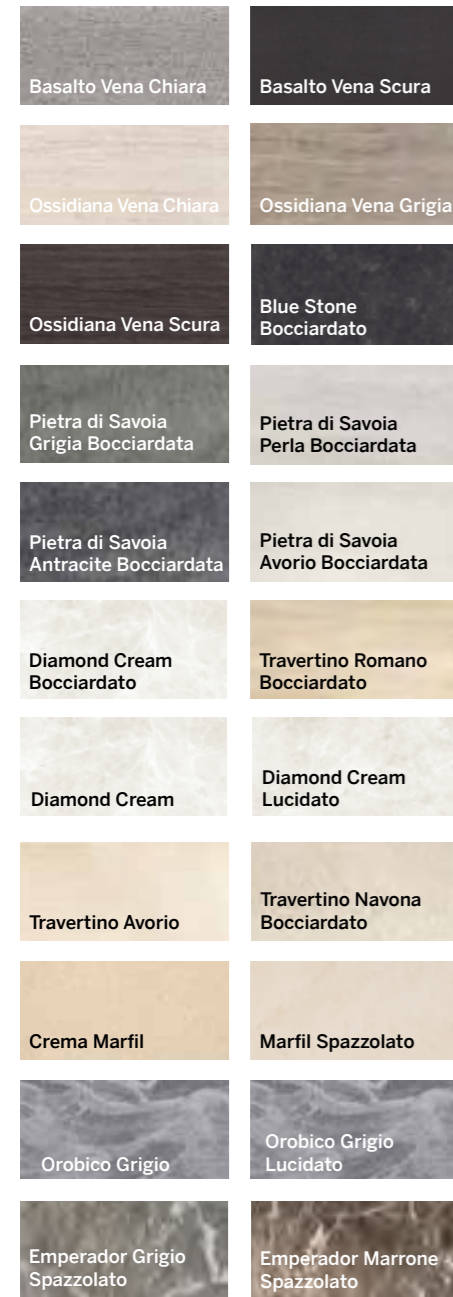 Basalto Vena Chiara
Basalto Vena Scura
Ossidiana Vena Chiara
Ossidiana Vena Grigia
Ossidiana Vena Scura
Blue Stone
Bocciardato
Pietra di Savoia
Grigia Bocciardata
Pietra di Savoia
Perla Bocciardata
Pietra di Savoia
Antracite Bocciardata
Pietra di Savoia
Avorio Bocciardata
Diamond Cream
Bocciardato
Travertino Romano
Bocciardato
Diamond Cream
Diamond Cream
Lucidato
Travertino Avorio
Travertino Navona
Bocciardato
Crema Marfil
Marfil Spazzolato
Orobico Grigio
Orobico Grigio
Lucidato
Emperador Grigio
Spazzolato
Emperador Marrone
Spazzolato